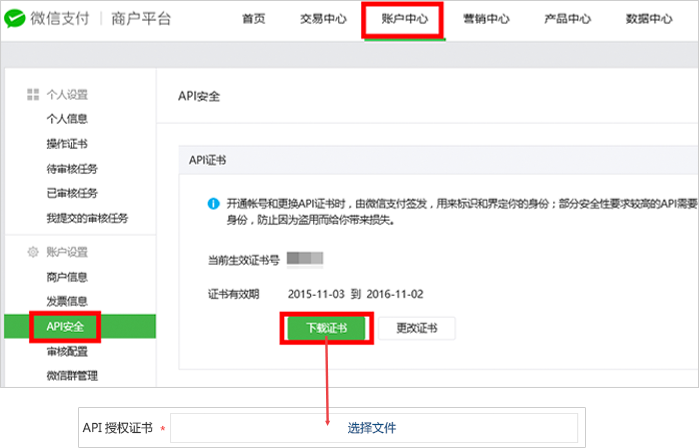 微信支付 | 商户平台
首页 交易中心 账户中心 营销中心 产品中心 数据中心
个人设置
个人信息
操作证书
待审核任务
已审核任务
我提交的审核任务
账户设置
商户信息
发票信息
API安全
审核配置
微信群管理
API安全
API证书
开通帐号和更换API证书时，由微信支付签发，用来标识和界定你的身份；部分安全性要求较高的API需要
身份，防止因为盗用而给你带来损失。
当前生效证书号
证书有效期 2015-11-03 到 2016-11-02
下载证书 更改证书
API 授权证书 * 选择文件